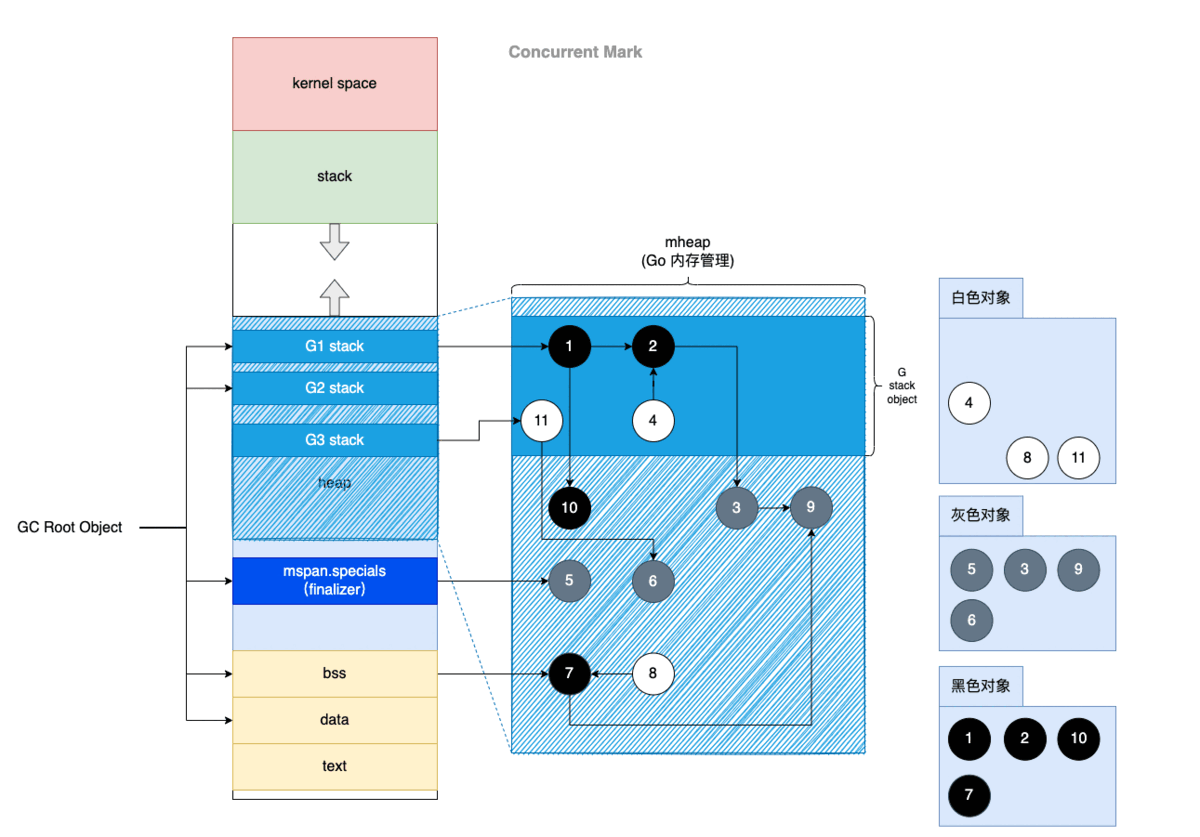 Concurrent Mark
kernel space
stack
mheap
(Go 内存管理)
G1 stack
G2 stack
G3 stack
heap
GC Root Object
mspan.specials
(finalizer)
bss
data
text
1
2
11
4
10
3
9
5
6
7
8
G
stack
object
白色对象
4
8
11
灰色对象
5
3
9
6
黑色对象
1
2
10
7